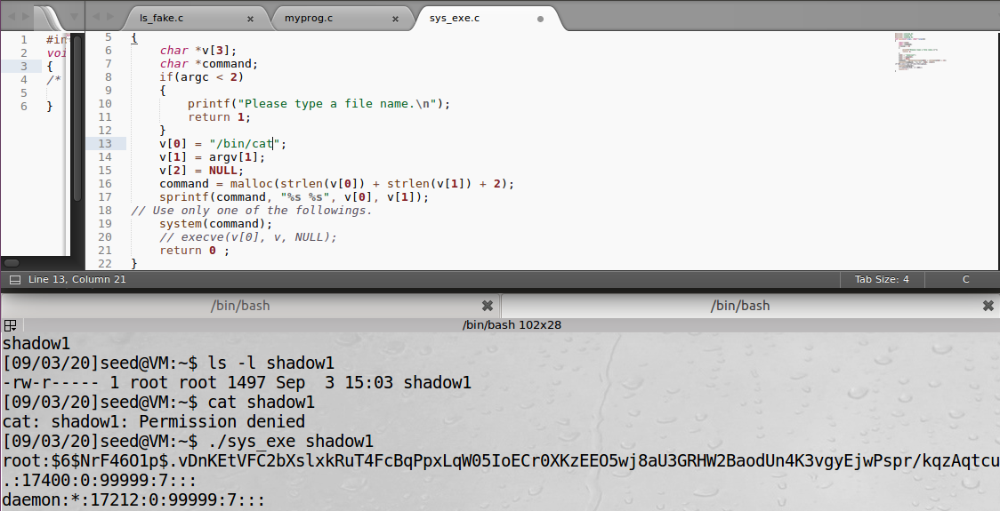 ls_fake.c × myprog.c × sys_exe.c
1 #in
2 voi
3 {
4 /*
5
6 }
5 {
6 char *v[3];
7 char *command;
8 if(argc < 2)
9 {
10 printf("Please type a file name.\n");
11 return 1;
12 }
13 v[0] = "/bin/cat";
14 v[1] = argv[1];
15 v[2] = NULL;
16 command = malloc(strlen(v[0]) + strlen(v[1]) + 2);
17 sprintf(command, "%s %s", v[0], v[1]);
18 // Use only one of the followings.
19 system(command);
20 // execve(v[0], v, NULL);
21 return 0 ;
22 }
Line 13, Column 21 Tab Size: 4 C
/bin/bash /bin/bash
/bin/bash 102x28
shadow1
[09/03/20]seed@VM:~$ ls -l shadow1
-rw-r----- 1 root root 1497 Sep  3 15:03 shadow1
[09/03/20]seed@VM:~$ cat shadow1
cat: shadow1: Permission denied
[09/03/20]seed@VM:~$ ./sys_exe shadow1
root:$6$NrF46O1p$.vDnKEtVFC2bXslxkRuT4FcBqPpxLqW05IoECr0XKzEEO5wj8aU3GRHW2BaodUn4K3vgyEjwPspr/kqzAqtcu
.:17400:0:99999:7:::
daemon:*:17212:0:99999:7:::